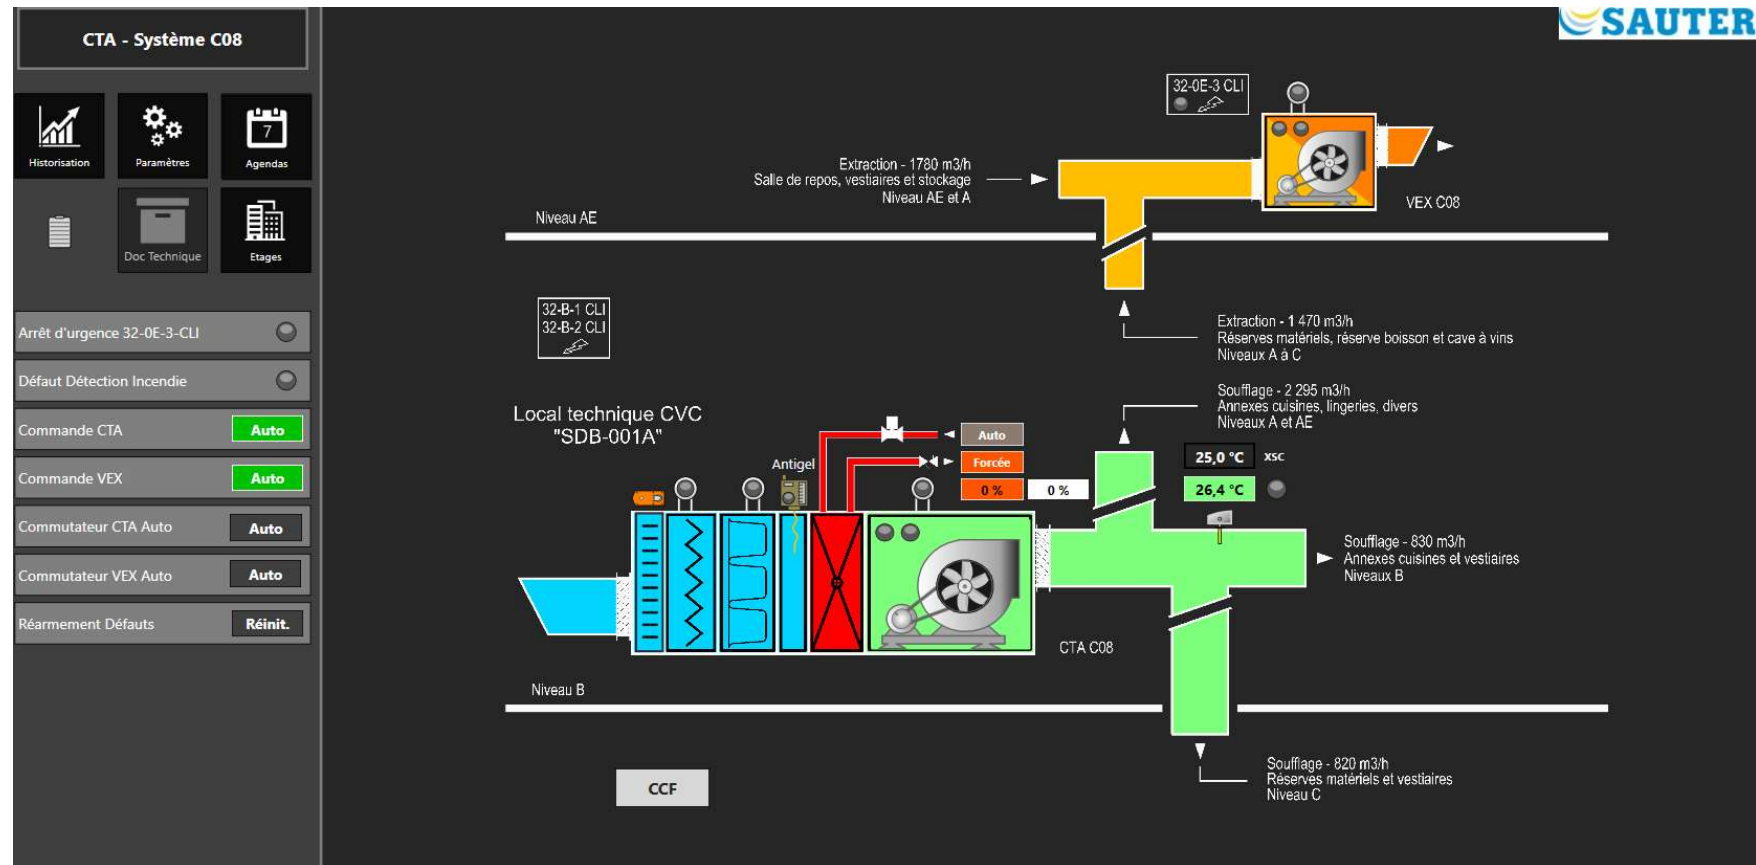 CTA - Système C08
SAUTER
Historisation
Paramètres
7
Agendas
Doc Technique
Etages
Arrêt d'urgence 32-0E-3-CLI
Défaut Détection Incendie
Commande CTA
Auto
Commande VEX
Auto
Commutateur CTA Auto
Auto
Commutateur VEX Auto
Auto
Réarmement Défauts
Réinit.
32-0E-3 CLI
Extraction - 1780 m3/h
Salle de repos, vestiaires et stockage
Niveau AE et A
VEX C08
Niveau AE
32-B-1 CLI
32-B-2 CLI
Extraction - 1 470 m3/h
Réserves matériels, réserve boisson et cave à vins
Niveaux A à C
Soufflage - 2 295 m3/h
Annexes cuisines, lingeries, divers
Niveaux A et AE
Local technique CVC
"SDB-001A"
Auto
Antigel
Forcée
0 %
0 %
25,0 °C
XSC
26,4 °C
Soufflage - 830 m3/h
Annexes cuisines et vestiaires
Niveaux B
CTA C08
Niveau B
Soufflage - 820 m3/h
Réserves matériels et vestiaires
Niveau C
CCF